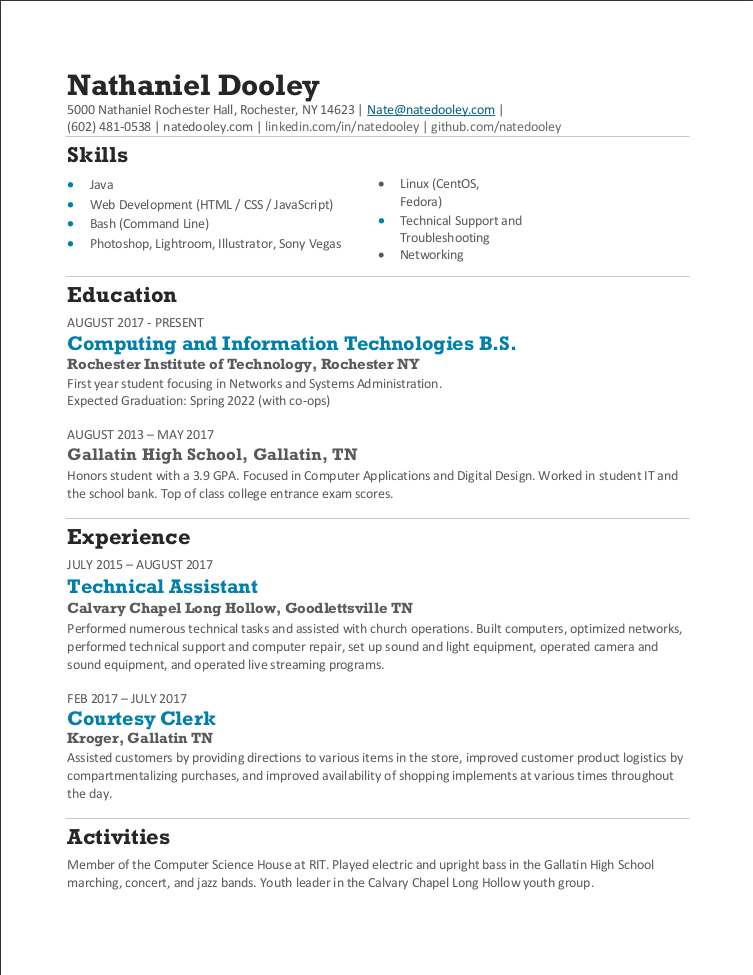 Nathaniel Dooley
5000 Nathaniel Rochester Hall, Rochester, NY 14623 | Nate@natedooley.com |
(602) 481-0538 | natedooley.com | linkedin.com/in/natedooley | github.com/natedooley
Skills
• Java
• Web Development (HTML / CSS / JavaScript)
• Bash (Command Line)
• Photoshop, Lightroom, Illustrator, Sony Vegas
• Linux (CentOS,
Fedora)
• Technical Support and
Troubleshooting
• Networking
Education
AUGUST 2017 - PRESENT
Computing and Information Technologies B.S.
Rochester Institute of Technology, Rochester NY
First year student focusing in Networks and Systems Administration.
Expected Graduation: Spring 2022 (with co-ops)
AUGUST 2013 – MAY 2017
Gallatin High School, Gallatin, TN
Honors student with a 3.9 GPA. Focused in Computer Applications and Digital Design. Worked in student IT and
the school bank. Top of class college entrance exam scores.
Experience
JULY 2015 – AUGUST 2017
Technical Assistant
Calvary Chapel Long Hollow, Goodlettsville TN
Performed numerous technical tasks and assisted with church operations. Built computers, optimized networks,
performed technical support and computer repair, set up sound and light equipment, operated camera and
sound equipment, and operated live streaming programs.
FEB 2017 – JULY 2017
Courtesy Clerk
Kroger, Gallatin TN
Assisted customers by providing directions to various items in the store, improved customer product logistics by
compartmentalizing purchases, and improved availability of shopping implements at various times throughout
the day.
Activities
Member of the Computer Science House at RIT. Played electric and upright bass in the Gallatin High School
marching, concert, and jazz bands. Youth leader in the Calvary Chapel Long Hollow youth group.